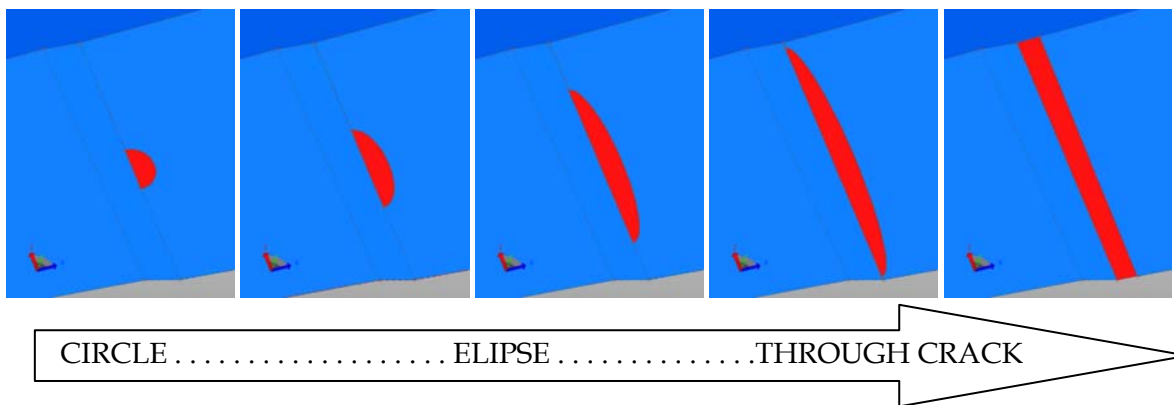 CIRCLE . . . . . . . . . . . . . . . . . . . . ELIPSE . . . . . . . . . . . . . .THROUGH CRACK